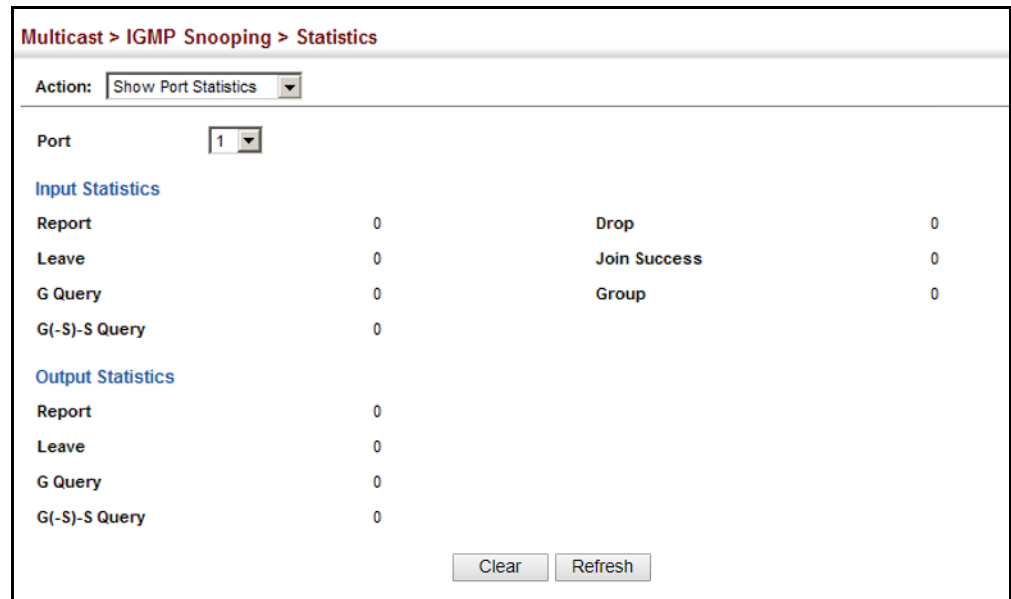 Multicast > IGMP Snooping > Statistics
Action: Show Port Statistics
Port 1
Input Statistics
Report 0 Drop 0
Leave 0 Join Success 0
G Query 0 Group 0
G(-S)-S Query 0
Output Statistics
Report 0
Leave 0
G Query 0
G(-S)-S Query 0
Clear Refresh